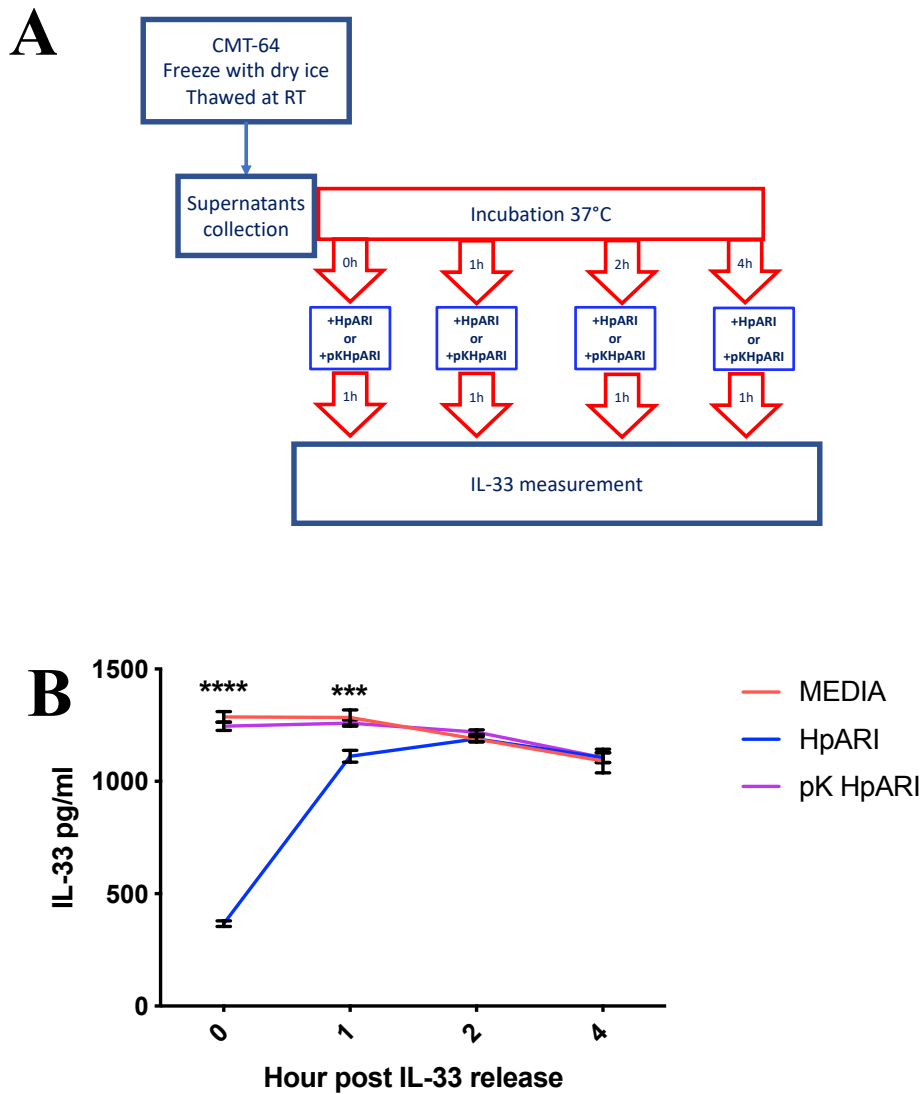 A
CMT-64
Freeze with dry ice
Thawed at RT
Supernatants
collection
Incubation 37°C
0h
1h
2h
4h
+HpARI
or
+pKHpARI
+HpARI
or
+pKHpARI
+HpARI
or
+pKHpARI
+HpARI
or
+pKHpARI
1h
1h
1h
1h
IL-33 measurement
B
IL-33 pg/ml
1500
1000
500
0
****
***
0
1
2
4
Hour post IL-33 release
MEDIA
HpARI
pK HpARI